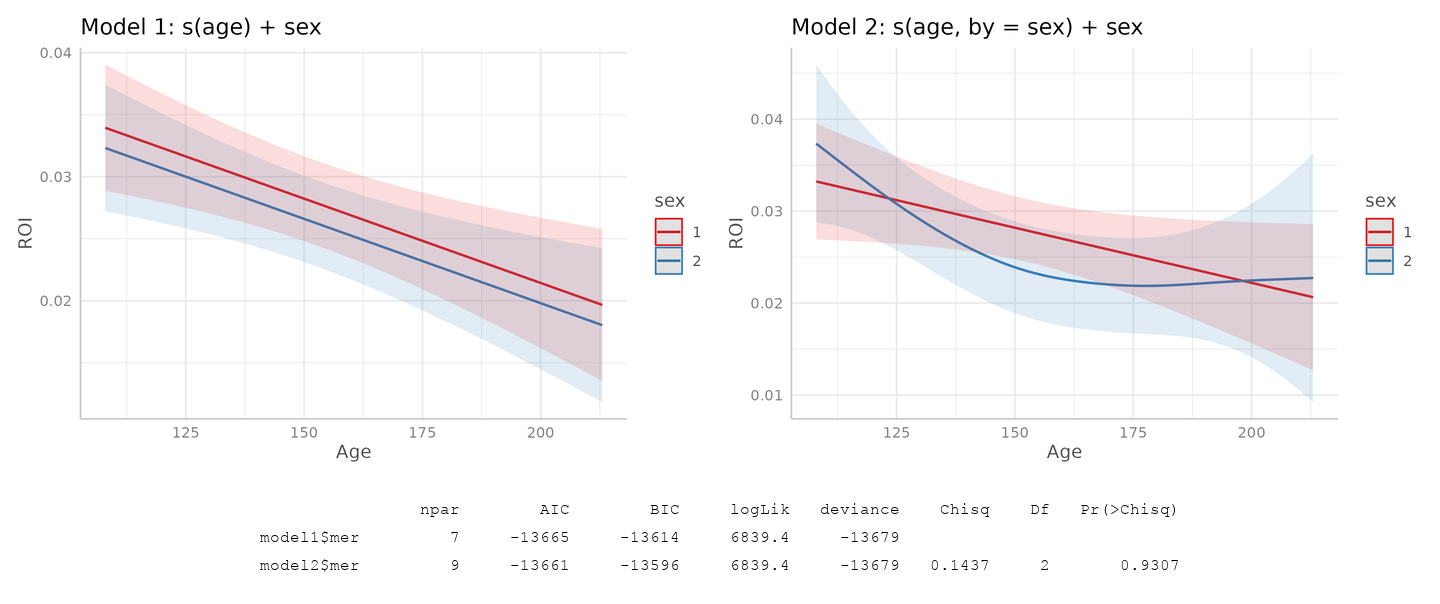 Model 1: s(age) + sex
0.04
0.03
0.02
ROI
125 150 175 200
Age
sex
1
2
Model 2: s(age, by = sex) + sex
0.04
0.03
0.02
0.01
ROI
125 150 175 200
Age
sex
1
2
npar AIC BIC logLik deviance Chisq Df Pr(>Chisq)
model1$mer 7 -13665 -13614 6839.4 -13679
model2$mer 9 -13661 -13596 6839.4 -13679 0.1437 2 0.9307